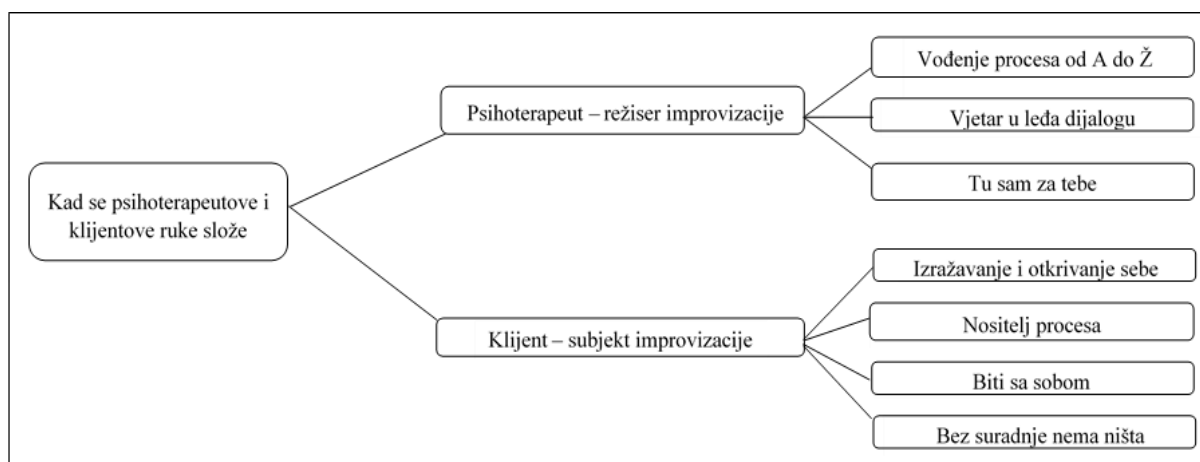 Kad se psihoterapeutove i
klijentove ruke slože
Psihoterapeut – režiser improvizacije
Vođenje procesa od A do Ž
Vjetar u leđa dijalogu
Tu sam za tebe
Klijent – subjekt improvizacije
Izražavanje i otkrivanje sebe
Nositelj procesa
Biti sa sobom
Bez suradnje nema ništa